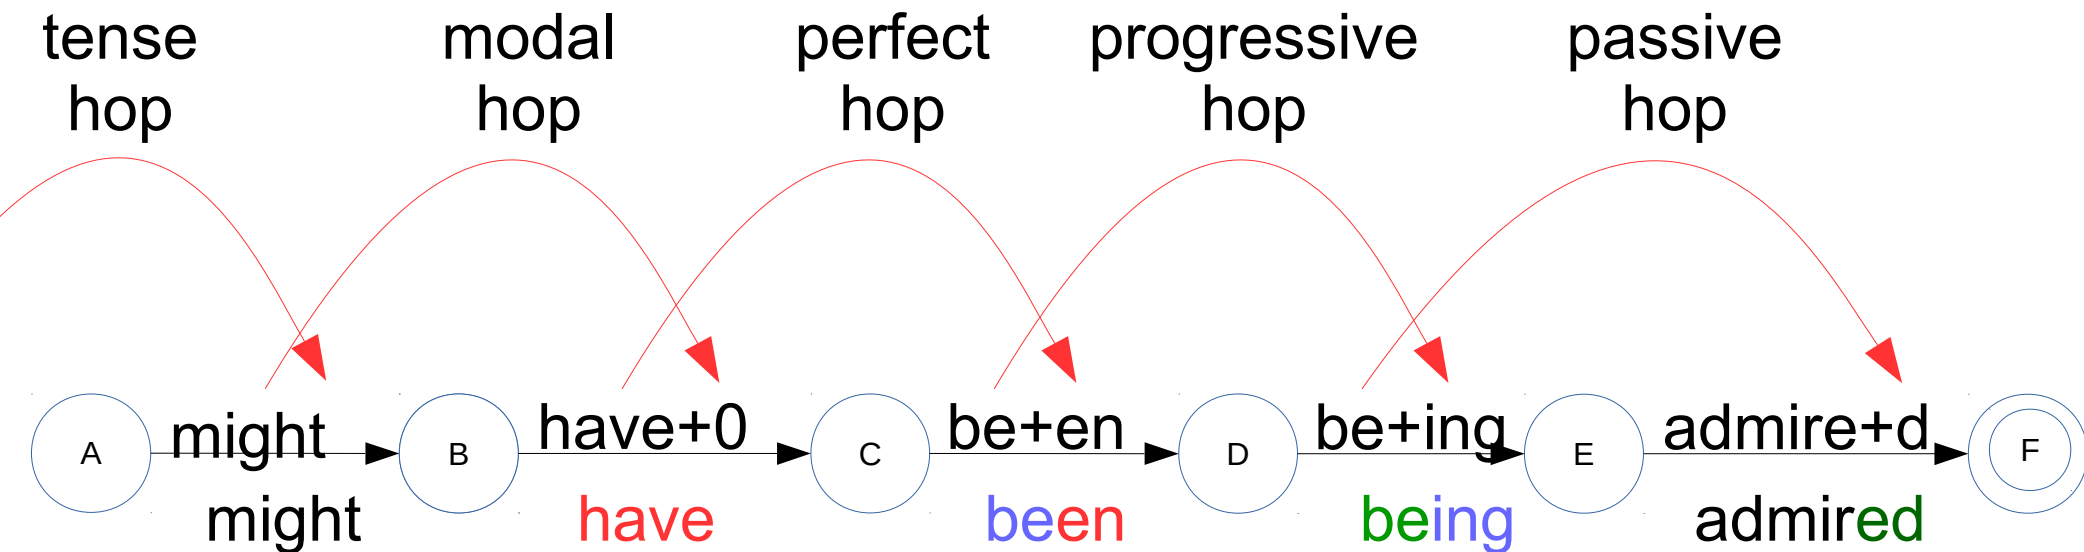 tense modal perfect progressive passive
hop hop hop hop hop
A might B have+0 C be+en D be+ing E admire+d F
might have been being admired